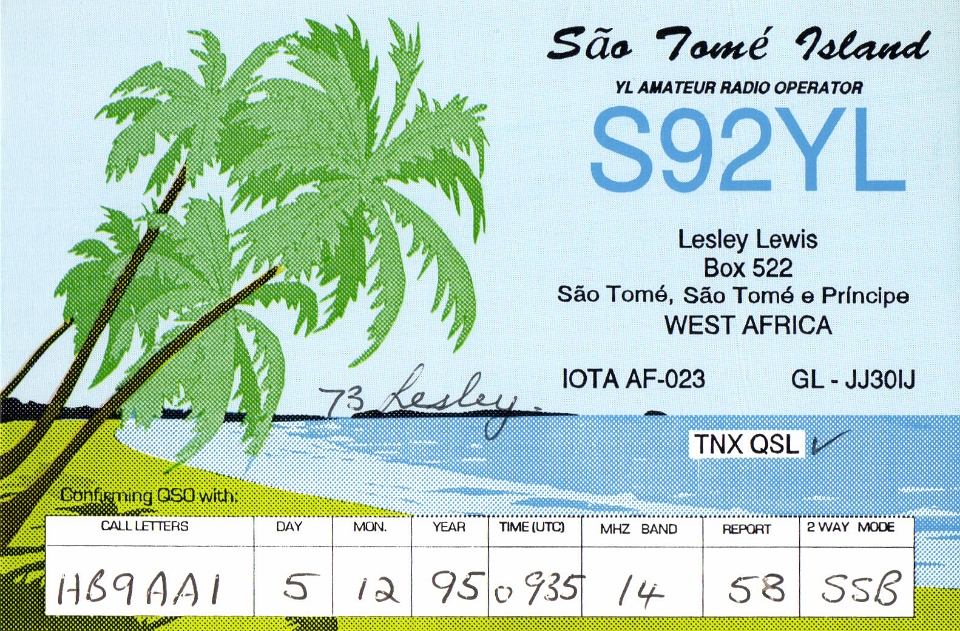 São Tomé Island
YL AMATEUR RADIO OPERATOR
S92YL
Lesley Lewis
Box 522
São Tomé, São Tomé e Príncipe
WEST AFRICA
IOTA AF-023 GL - JJ30IJ
73 Lesley.
TNX QSL ✓
Confirming QSO with:
CALL LETTERS DAY MON. YEAR TIME (UTC) MHZ BAND REPORT 2 WAY MODE
HB9AAI 5 12 95 0935 14 58 SSB